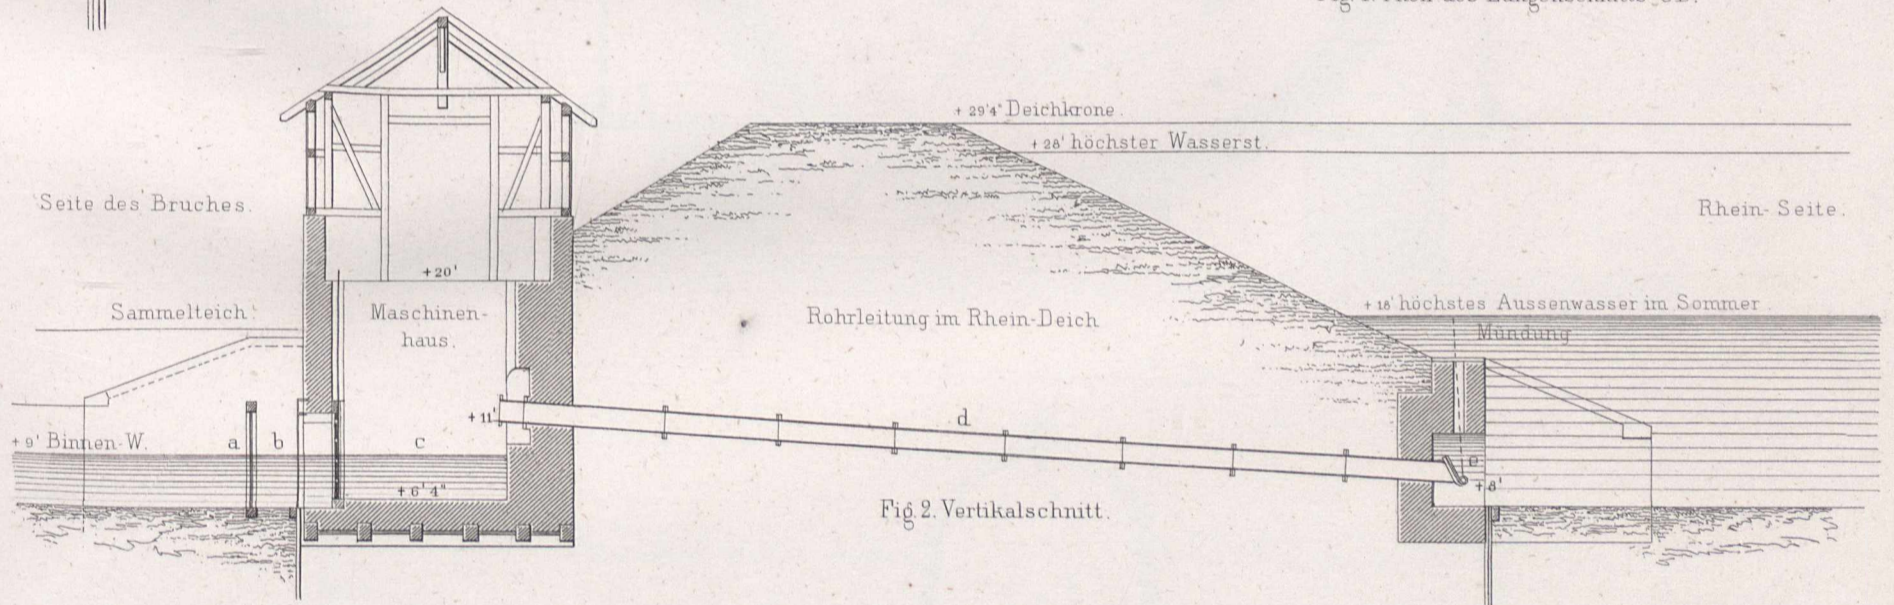 + 29'4" Deichkrone.
+ 28' höchster Wasserst.
Seite des Bruches.
Rhein-Seite.
+20'
Sammelteich.
Maschinen-
haus.
Rohrleitung im Rhein-Deich
+ 18' höchstes Aussenwasser im Sommer
Mündung
+ 11'
d
+ 9' Binnen-W.
a
b
c
e
+ 6' 4"
+ 8'
Fig. 2. Vertikalschnitt.